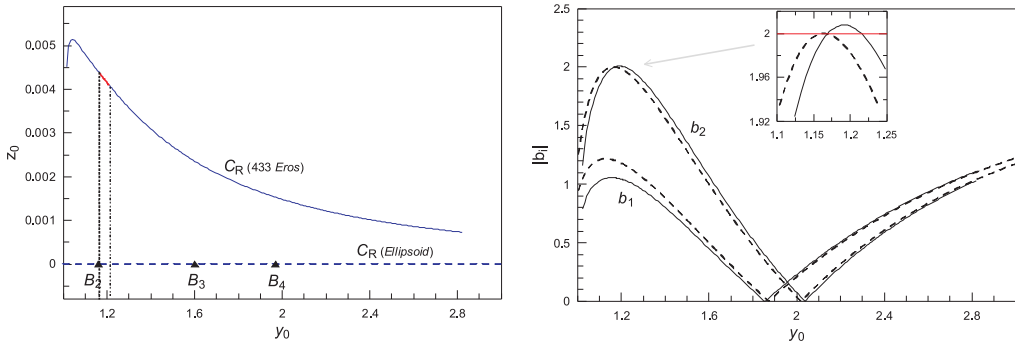 0.005
0.004
0.003
0.002
0.001
0
z0
CR (433 Eros)
CR (Ellipsoid)
B2
B3
B4
1.2 1.6 2 2.4 2.8
y0
2.5
2
1.5
1
0.5
0
|bi|
b2
b1
2
1.96
1.92
1.1 1.15 1.2 1.25
1.2 1.6 2.0 2.4 2.8
y0